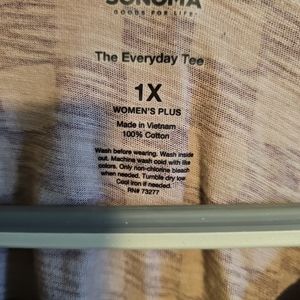 SONOMA
GOODS FOR LIFE
The Everyday Tee
1X
WOMEN'S PLUS
Made in Vietnam
100% Cotton
Wash before wearing. Wash inside
out. Machine wash cold with like
colors. Only non-chlorine bleach
when needed. Tumble dry low.
Cool iron if needed.
RN# 73277